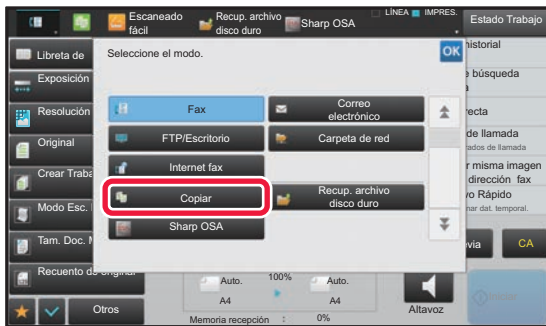 Escaneado
fácil
Recup. archivo
disco duro
Sharp OSA
LÍNEA
IMPRES.
Estado Trabajo
Libreta de
Exposición
Resolución
Original
Crear Traba
Modo Esc.
Tam. Doc.
Recuento de original
Otros
Seleccione el modo.
OK
Fax
Correo
electrónico
FTP/Escritorio
Carpeta de red
Internet fax
Copiar
Recup. archivo
disco duro
Sharp OSA
historial
búsqueda
recta
de llamada
rados de llamada
r misma imagen
dirección fax
vo Rápido
nar dat. temporal.
via
CA
Auto.
100%
Auto.
A4
A4
Memoria recepción : 0%
Altavoz